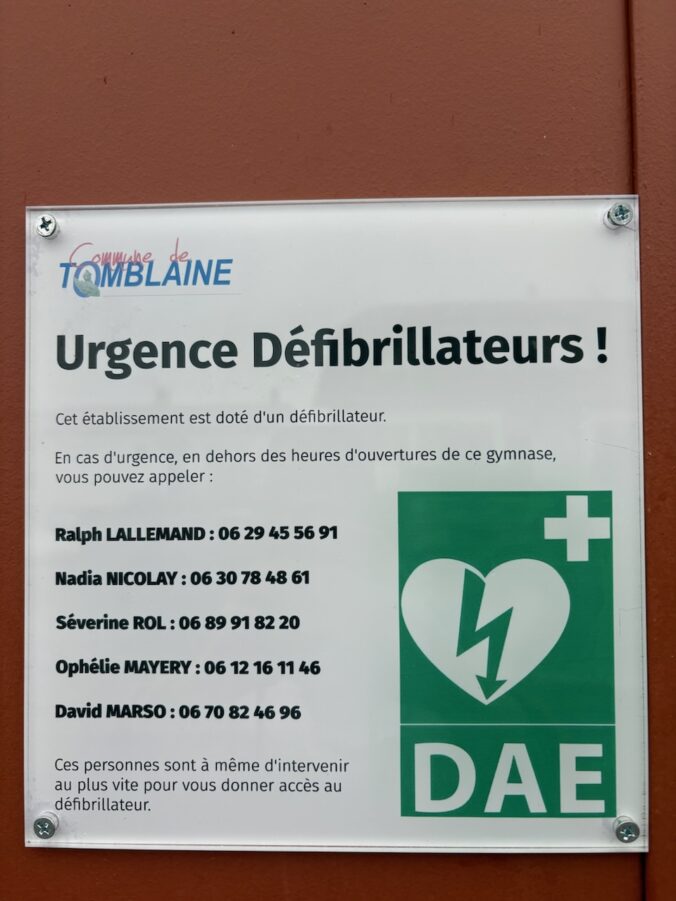 Commune de
TOMBLAINE
Urgence Défibrillateurs !
Cet établissement est doté d'un défibrillateur.
En cas d'urgence, en dehors des heures d'ouvertures de ce gymnase,
vous pouvez appeler :
Ralph LALLEMAND : 06 29 45 56 91
Nadia NICOLAY : 06 30 78 48 61
Séverine ROL : 06 89 91 82 20
Ophélie MAYERY : 06 12 16 11 46
David MARSO : 06 70 82 46 96
Ces personnes sont à même d'intervenir
au plus vite pour vous donner accès au
défibrillateur.
DAE